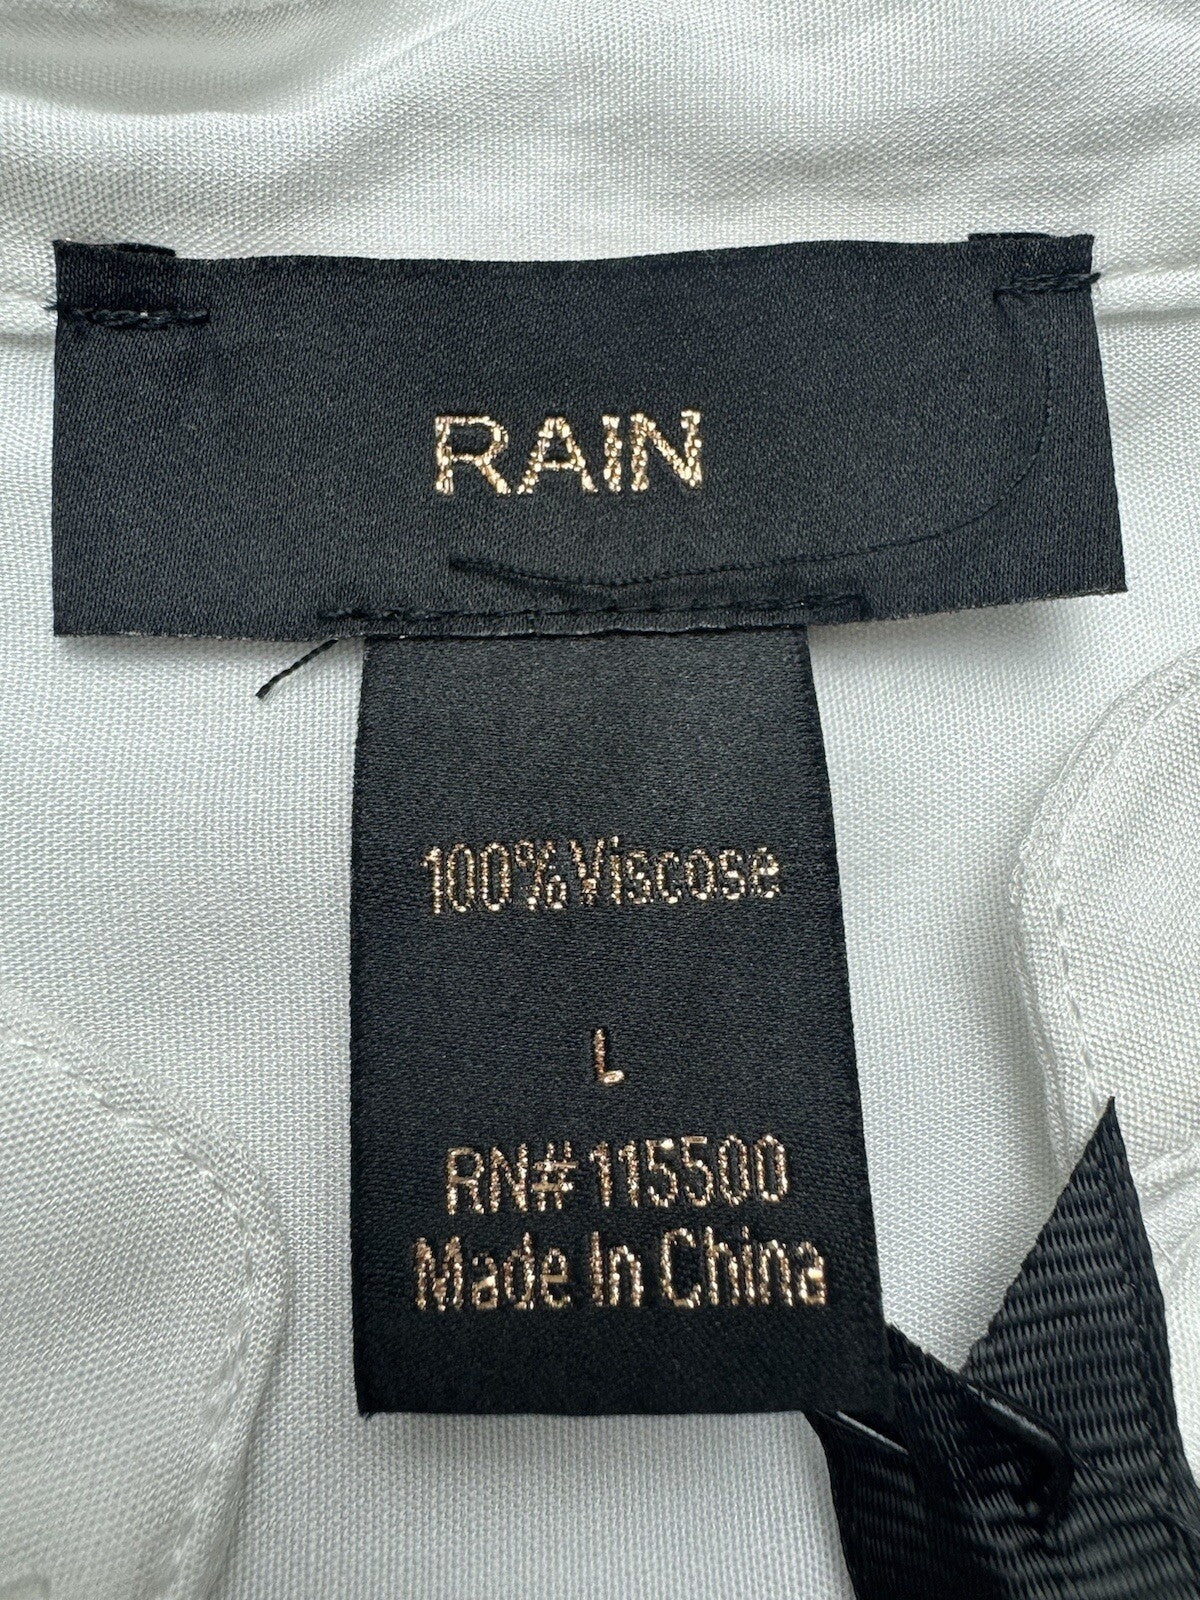 RAIN
100% Viscose
L
RN# 115500
Made In China